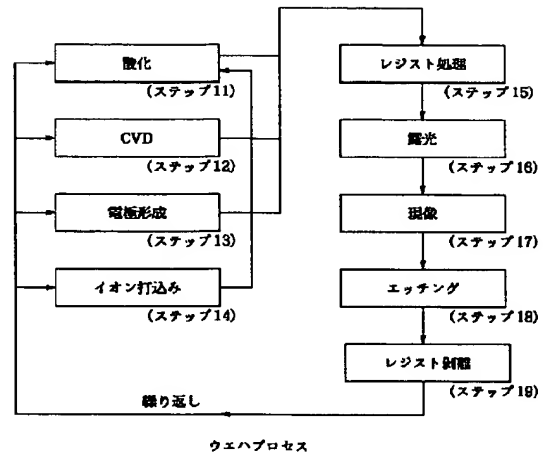 酸化
(ステップ11)
CVD
(ステップ12)
電極形成
(ステップ13)
イオン打込み
(ステップ14)
レジスト処理
(ステップ15)
露光
(ステップ16)
現像
(ステップ17)
エッチング
(ステップ18)
レジスト剥離
(ステップ19)
繰り返し
ウエハプロセス